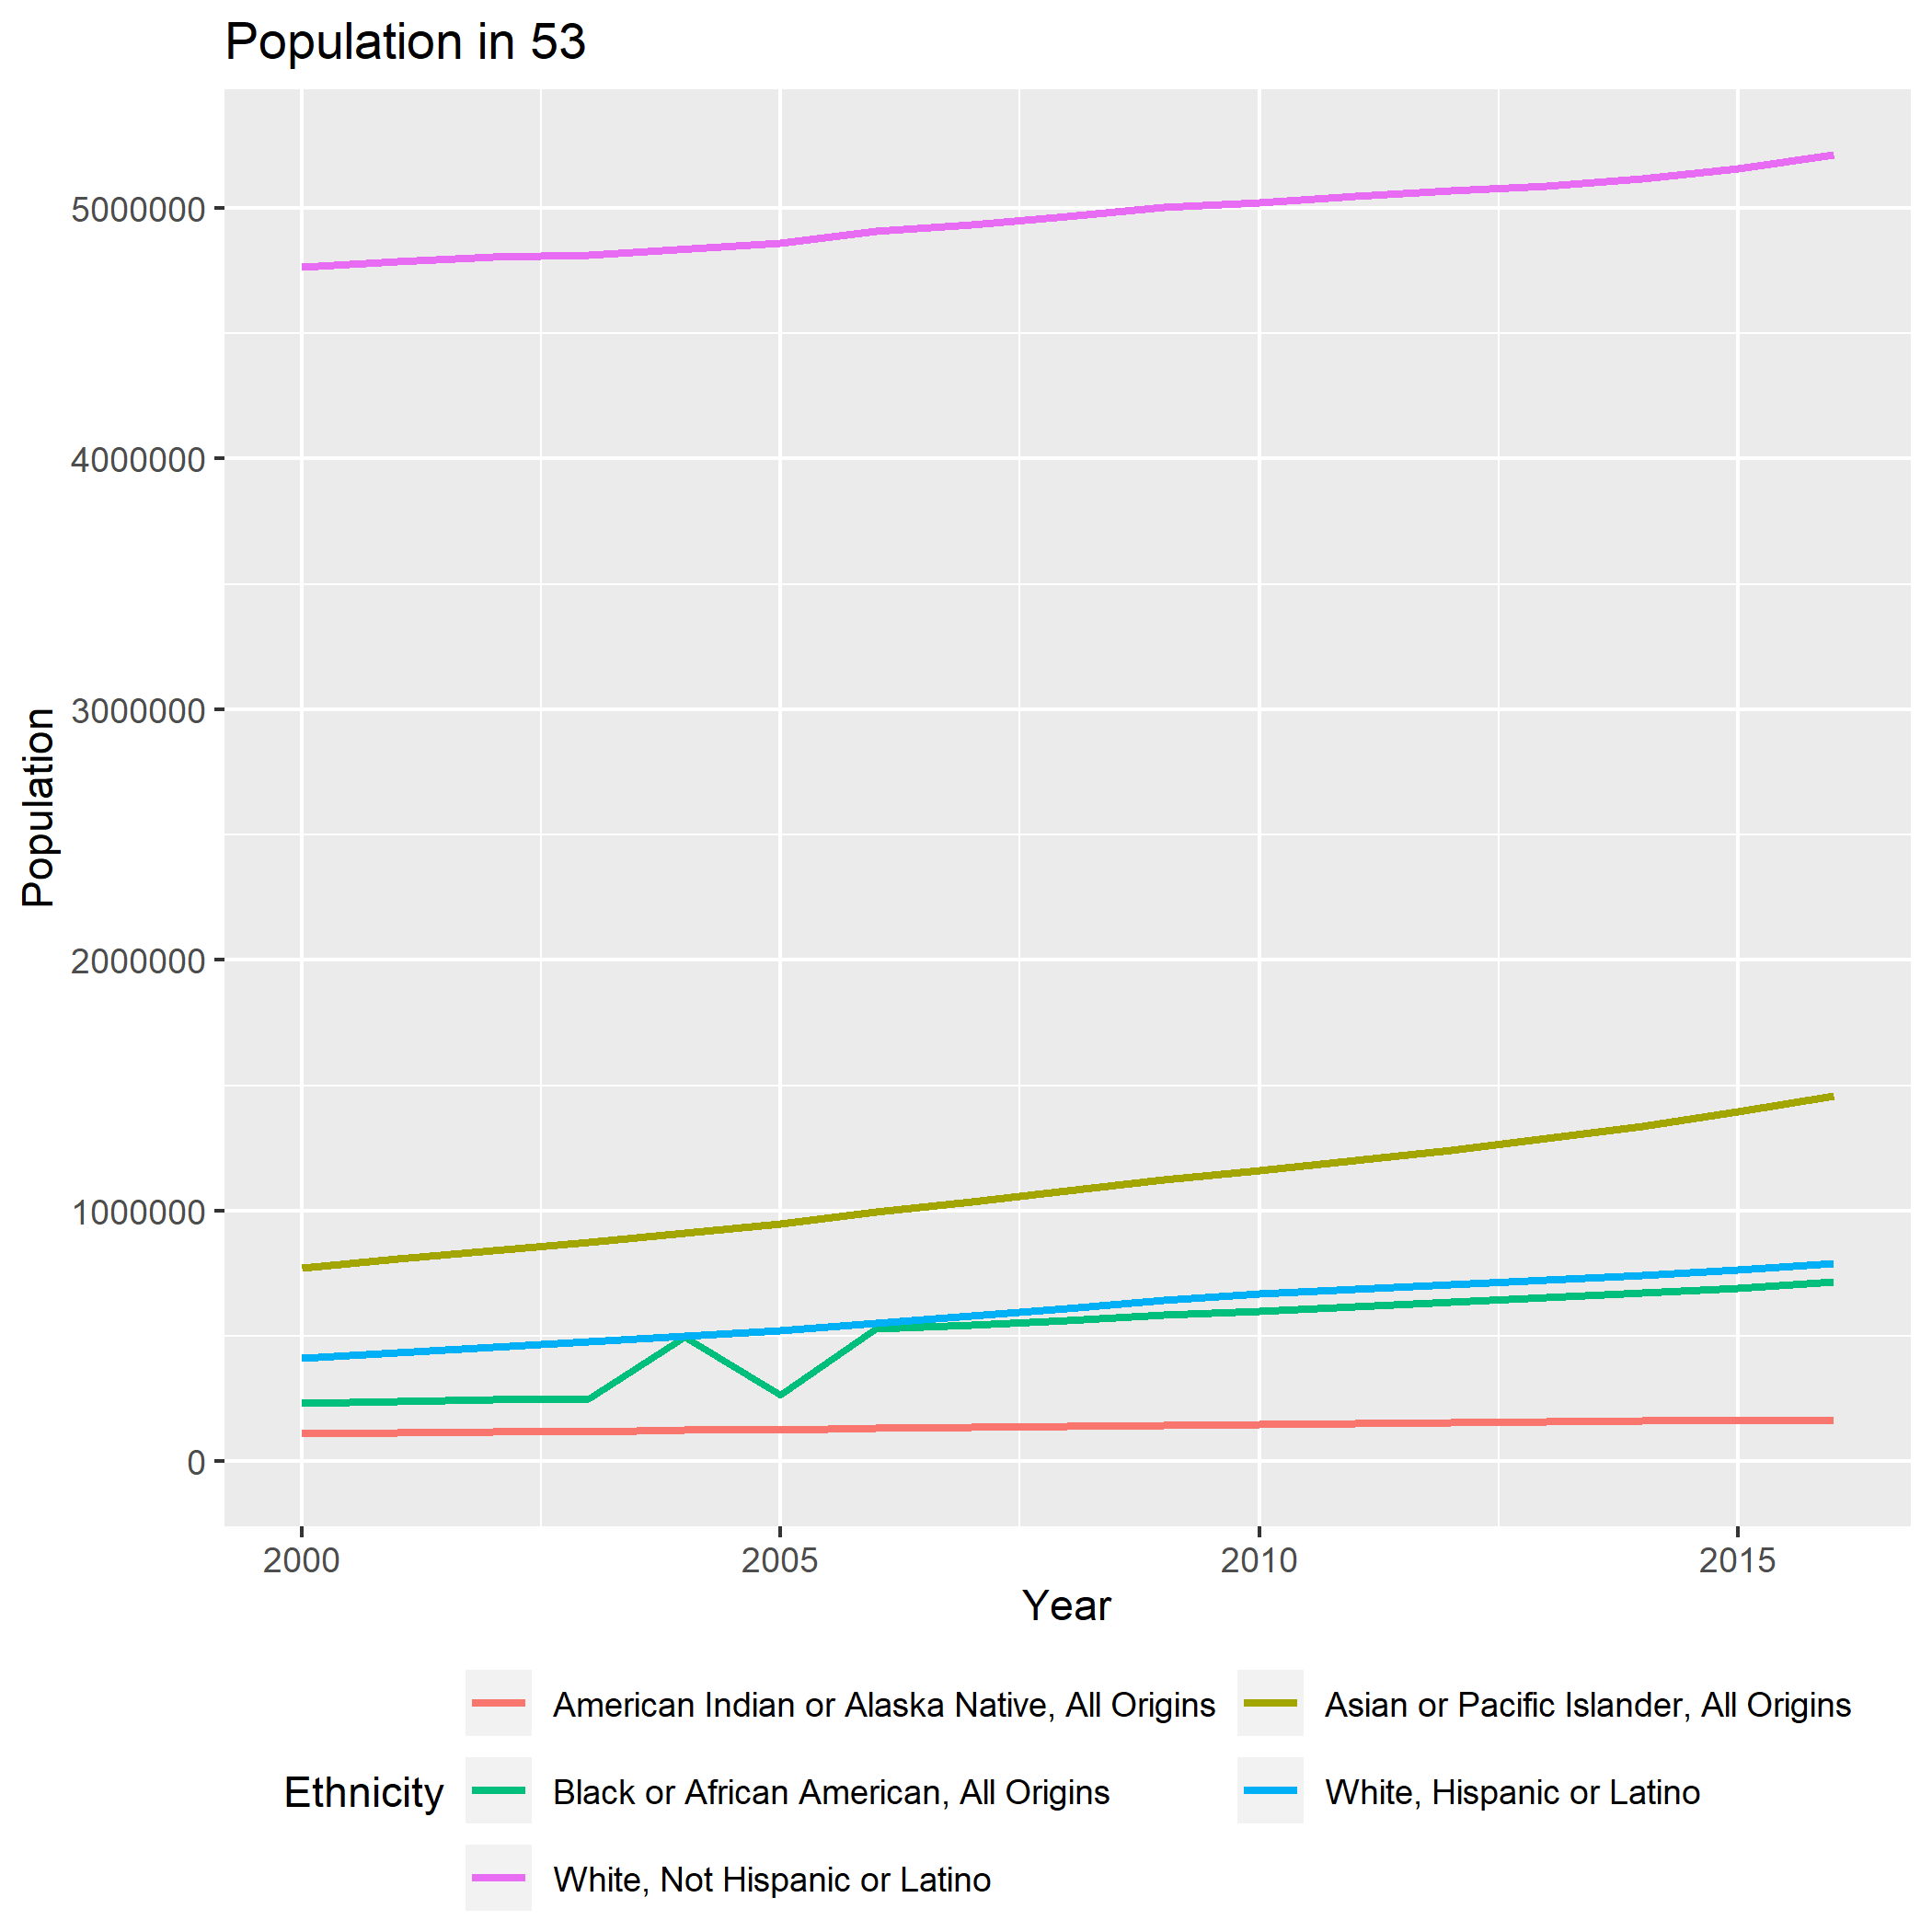 Population in 53
Population
5000000
4000000
3000000
2000000
1000000
0
2000 2005 2010 2015
Year
Ethnicity
American Indian or Alaska Native, All Origins
Asian or Pacific Islander, All Origins
Black or African American, All Origins
White, Hispanic or Latino
White, Not Hispanic or Latino